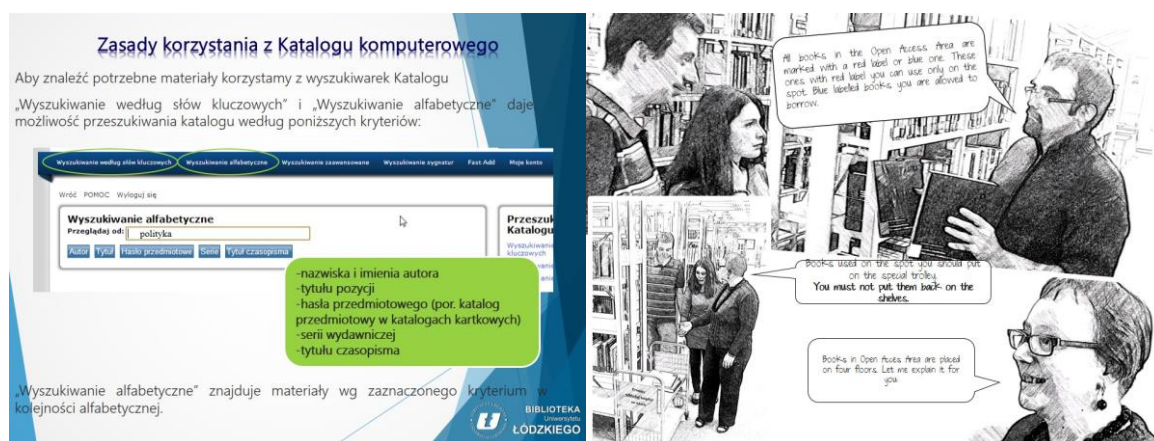 Zasady korzystania z Katalogu komputerowego
Aby znaleźć potrzebne materiały korzystamy z wyszukiwarek Katalogu
„Wyszukiwanie według słów kluczowych” i „Wyszukiwanie alfabetyczne” daje
możliwość przeszukiwania katalogu według poniższych kryteriów:
Wyszukiwanie według słów kluczowych Wyszukiwanie alfabetyczne Wyszukiwanie zaawansowane Wyszukiwanie sygnatur Fast Add Moje konto
Wróć POMOC Wyloguj się
Wyszukiwanie alfabetyczne
Przeglądaj od: polityka
Autor Tytuł Hasło przedmiotowe Serie Tytuł czasopisma
Przeszuk
Katalogu
Wyszukiwanie
kluczowych
-nazwiska i imienia autora
-tytułu pozycji
-hasła przedmiotowego (por. katalog
przedmiotowy w katalogach kartkowych)
-serii wydawniczej
-tytułu czasopisma
„Wyszukiwanie alfabetyczne” znajduje materiały wg zaznaczonego kryterium w
kolejności alfabetycznej.
BIBLIOTEKA
Uniwersytetu
ŁÓDZKIEGO
All books in the Open Access Area are
marked with a red label or blue one. These
ones with red label you can use only on the
spot. Blue labelled books, you are allowed to
borrow.
Books used on the spot you should put
on the special trolley.
You must not put them back on the
shelves.
Books in Open Acces Area are placed
on four floors. Let me explain it for
you